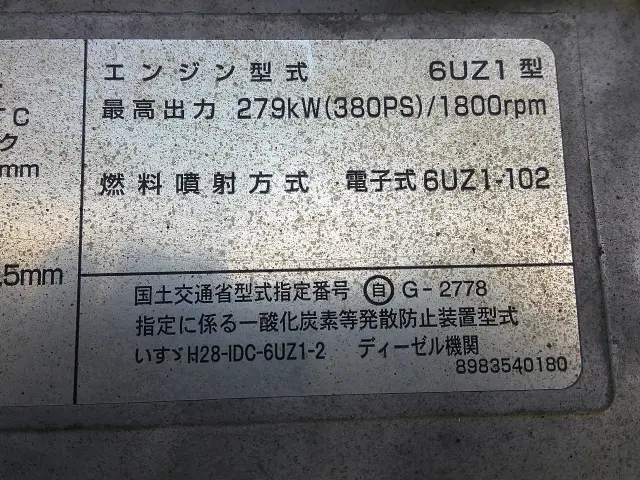 エンジン型式 6UZ1型
TC
最高出力 279kW(380PS)/1800rpm
ク
mm
燃料噴射方式 電子式6UZ1-102
.5mm
国土交通省型式指定番号 自 G-2778
指定に係る一酸化炭素等発散防止装置型式
いすゞH28-IDC-6UZ1-2 ディーゼル機関
8983540180